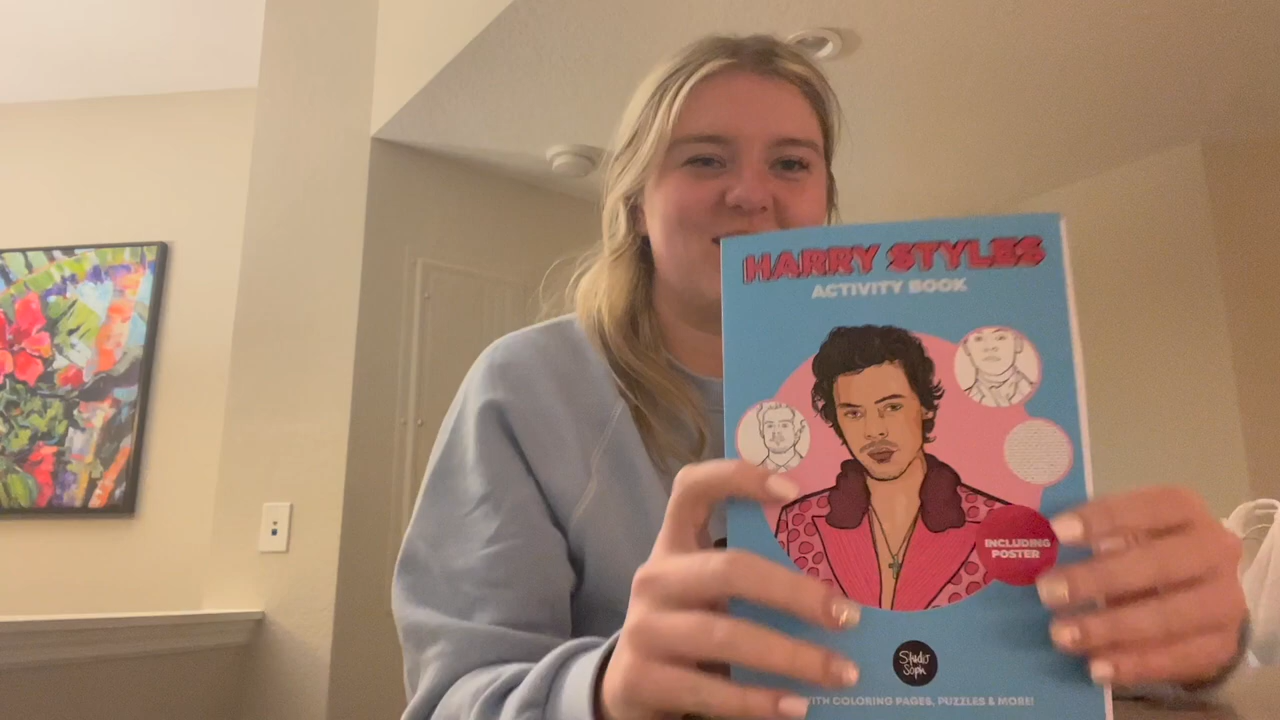 HARRY STYLES
ACTIVITY BOOK
INCLUDING
POSTER
Studio
Soph
WITH COLORING PAGES, PUZZLES & MORE!